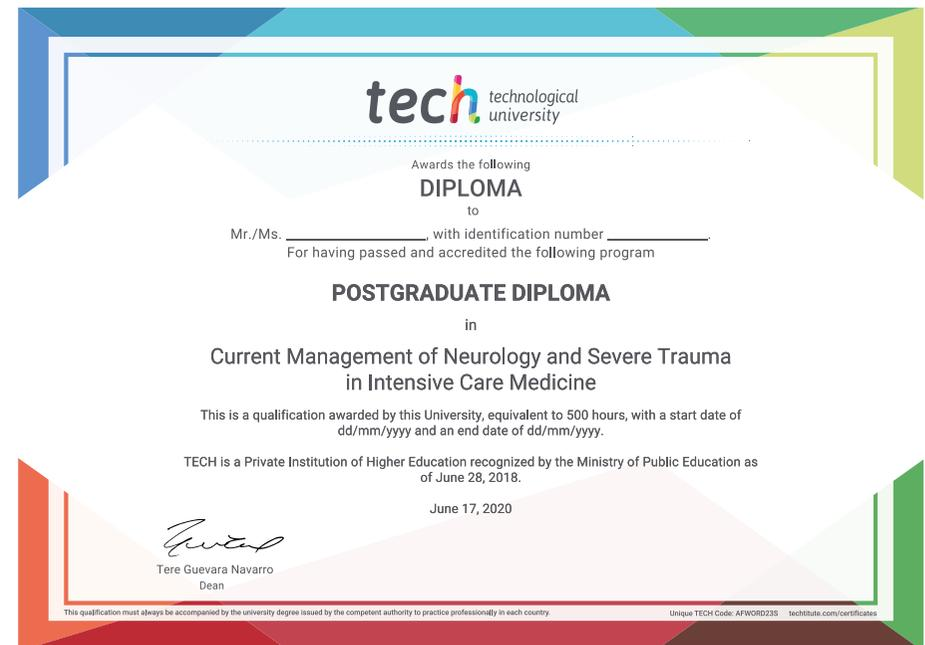 tech technological
university
Awards the following
DIPLOMA
to
Mr./Ms. ____________, with identification number ____________.
For having passed and accredited the following program
POSTGRADUATE DIPLOMA
in
Current Management of Neurology and Severe Trauma
in Intensive Care Medicine
This is a qualification awarded by this University, equivalent to 500 hours, with a start date of
dd/mm/yyyy and an end date of dd/mm/yyyy.
TECH is a Private Institution of Higher Education recognized by the Ministry of Public Education as
of June 28, 2018.
June 17, 2020
Tere Guevara Navarro
Dean
This qualification must always be accompanied by the university degree issued by the competent authority to practice professionally in each country.
Unique TECH Code: AFWORD23S techtitute.com/certificates